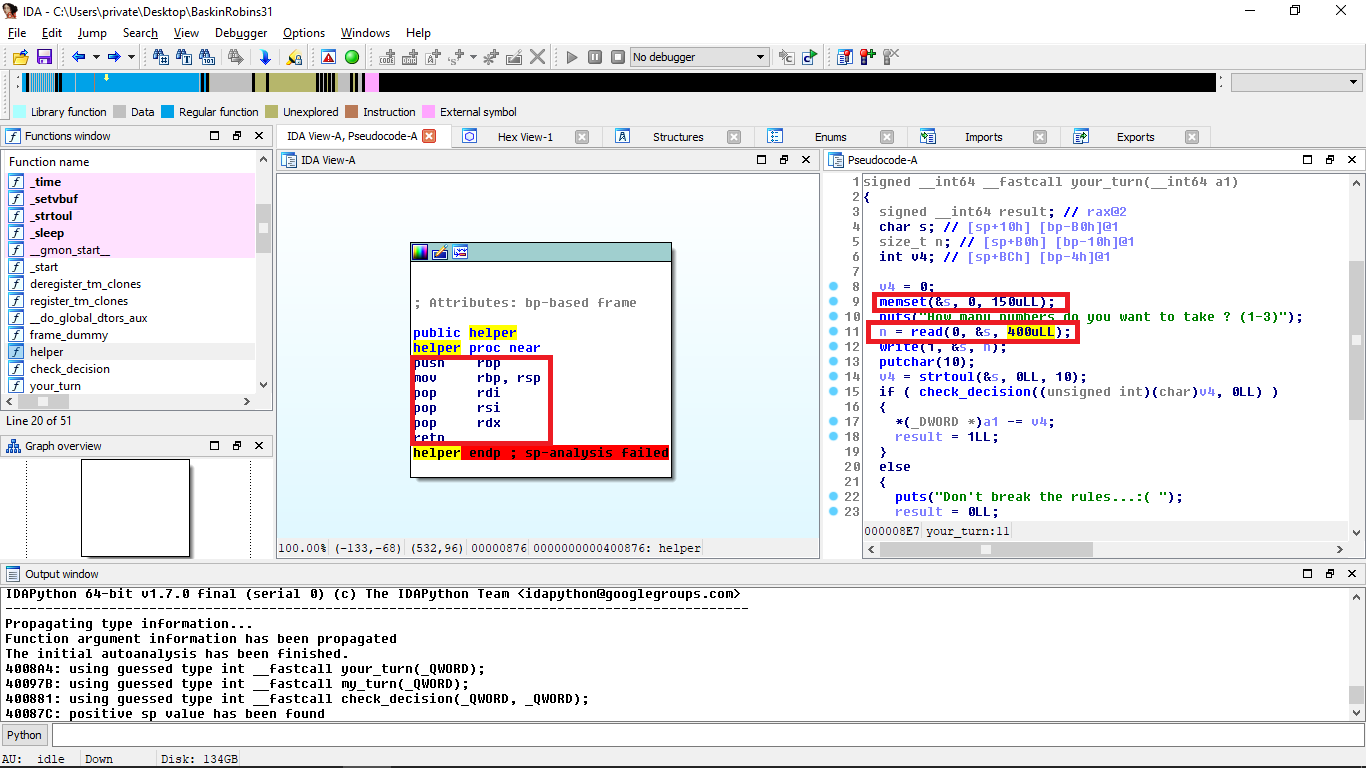 IDA - C:\Users\private\Desktop\BaskinRobins31
File Edit Jump Search View Debugger Options Windows Help
No debugger
Library function Data Regular function Unexplored Instruction External symbol
Functions window
Function name
_time
_setvbuf
_strtoul
_sleep
__gmon_start__
_start
deregister_tm_clones
register_tm_clones
__do_global_dtors_aux
frame_dummy
helper
check_decision
your_turn
Line 20 of 51
Graph overview
IDA View-A, Pseudocode-A Hex View-1 Structures Enums Imports Exports
IDA View-A
; Attributes: bp-based frame
public helper
helper proc near
push rbp
mov rbp, rsp
pop rdi
pop rsi
pop rdx
retn
helper endp ; sp-analysis failed
100.00% (-133,-68) (532,96) 00000876 0000000000400876: helper
Pseudocode-A
1 signed __int64 __fastcall your_turn(__int64 a1)
2 {
3 signed __int64 result; // rax@2
4 char s; // [sp+10h] [bp-B0h]@1
5 size_t n; // [sp+B0h] [bp-10h]@1
6 int v4; // [sp+BCh] [bp-4h]@1
7
8 v4 = 0;
9 memset(&s, 0, 150uLL);
10 puts("How many numbers do you want to take ? (1-3)");
11 n = read(0, &s, 400uLL);
12 write(1, &s, n);
13 putchar(10);
14 v4 = strtoul(&s, 0LL, 10);
15 if ( check_decision((unsigned int)(char)v4, 0LL) )
16 {
17 *(_DWORD *)a1 -= v4;
18 result = 1LL;
19 }
20 else
21 {
22 puts("Don't break the rules...:( ");
23 result = 0LL;
000008E7 your_turn:11
Output window
IDAPython 64-bit v1.7.0 final (serial 0) (c) The IDAPython Team <idapython@googlegroups.com>
---------------------------------------------------------------------------------------------
Propagating type information...
Function argument information has been propagated
The initial autoanalysis has been finished.
4008A4: using guessed type int __fastcall your_turn(_QWORD);
40097B: using guessed type int __fastcall my_turn(_QWORD);
400881: using guessed type int __fastcall check_decision(_QWORD, _QWORD);
40087C: positive sp value has been found
Python
AU: idle Down Disk: 134GB